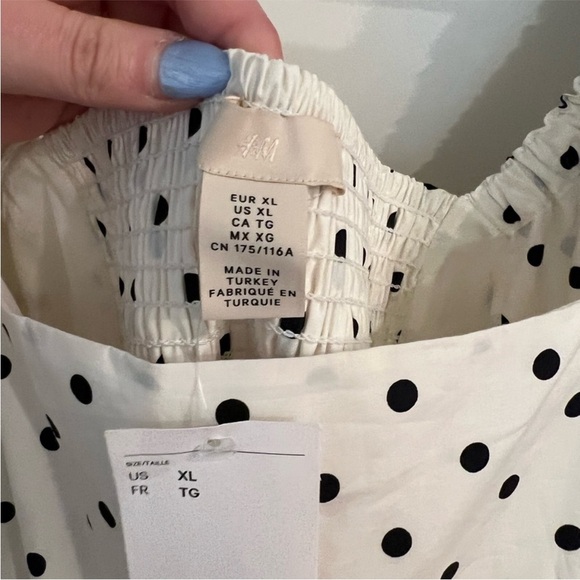 H&M
EUR XL
US XL
CA TG
MX XG
CN 175/116A
MADE IN
TURKEY
FABRIQUÉ EN
TURQUIE
SIZE/TAILLE
US XL
FR TG